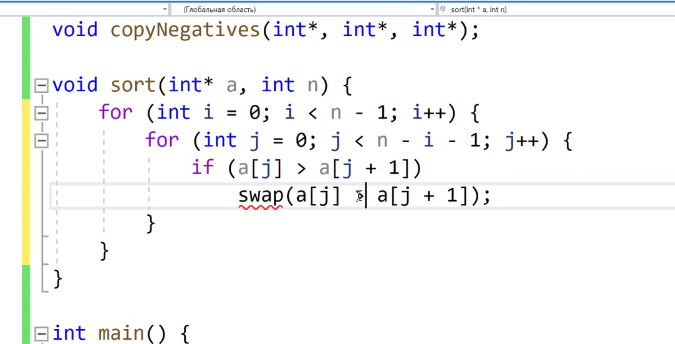 (Глобальная область) sort(int * a, int n)
void copyNegatives(int*, int*, int*);
void sort(int* a, int n) {
for (int i = 0; i < n - 1; i++) {
for (int j = 0; j < n - i - 1; j++) {
if (a[j] > a[j + 1])
swap(a[j] > a[j + 1]);
}
}
}
int main() {